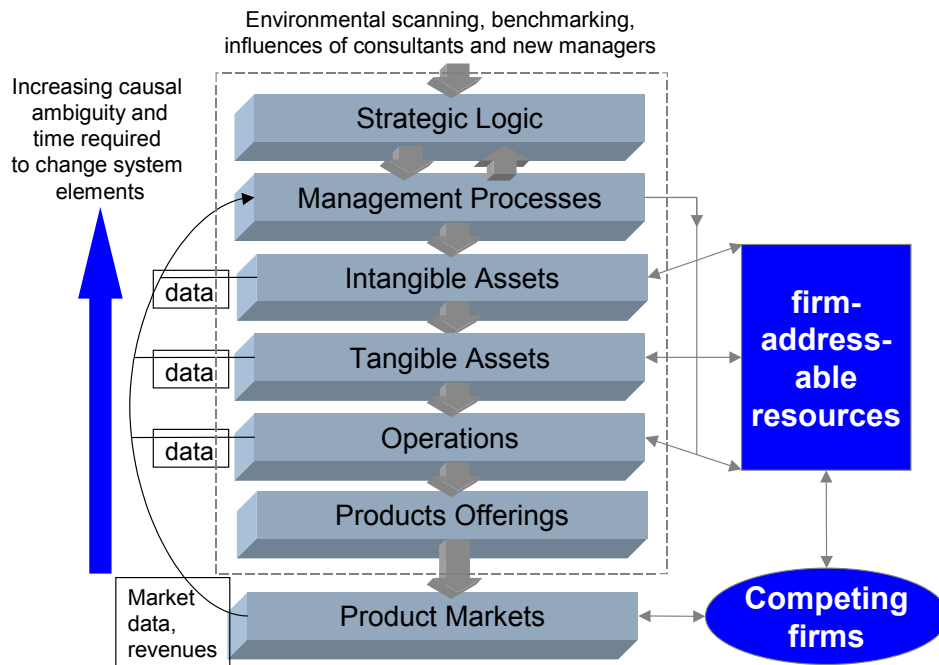 Environmental scanning, benchmarking,
influences of consultants and new managers
Increasing causal
ambiguity and
time required
to change system
elements
Strategic Logic
Management Processes
Intangible Assets
data
Tangible Assets
data
Operations
data
Products Offerings
Product Markets
Market
data,
revenues
firm-
address-
able
resources
Competing
firms